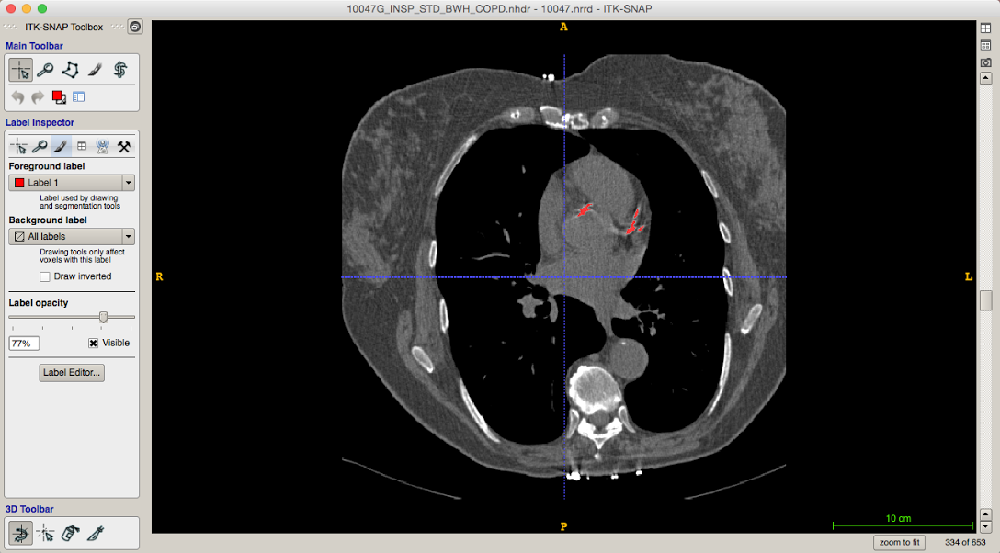 10047G_INSP_STD_BWH_COPD.nhdr - 10047.nrrd - ITK-SNAP
ITK-SNAP Toolbox
Main Toolbar
Label Inspector
Foreground label
Label 1
Label used by drawing
and segmentation tools
Background label
All labels
Drawing tools only affect
voxels with this label
Draw inverted
Label opacity
77%
Visible
Label Editor...
3D Toolbar
A
R
L
P
10 cm
zoom to fit
334 of 653